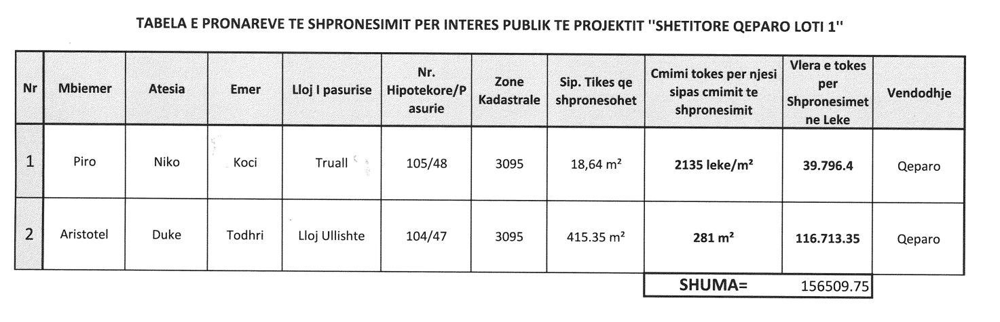 TABELA E PRONAREVE TE SHPRONESIMIT PER INTERES PUBLIK TE PROJEKTIT "SHETITORE QEPARO LOTI 1"
Nr
Mbiemer
Atesia
Emer
Lloj I pasurise
Nr.
Hipotekore/P
asurie
Zone
Kadastrale
Sip. Tikes qe
shpronesohet
Cmimi tokes per njesi
sipas cmimit te
shpronesimit
Vlera e tokes
per
Shpronesimet
ne Leke
Vendodhje
1
Piro
Niko
Koci
Truall
105/48
3095
18,64 m²
2135 leke/m²
39.796.4
Qeparo
2
Aristotel
Duke
Todhri
Lloj Ullishte
104/47
3095
415.35 m²
281 m²
116.713.35
Qeparo
SHUMA=
156509.75